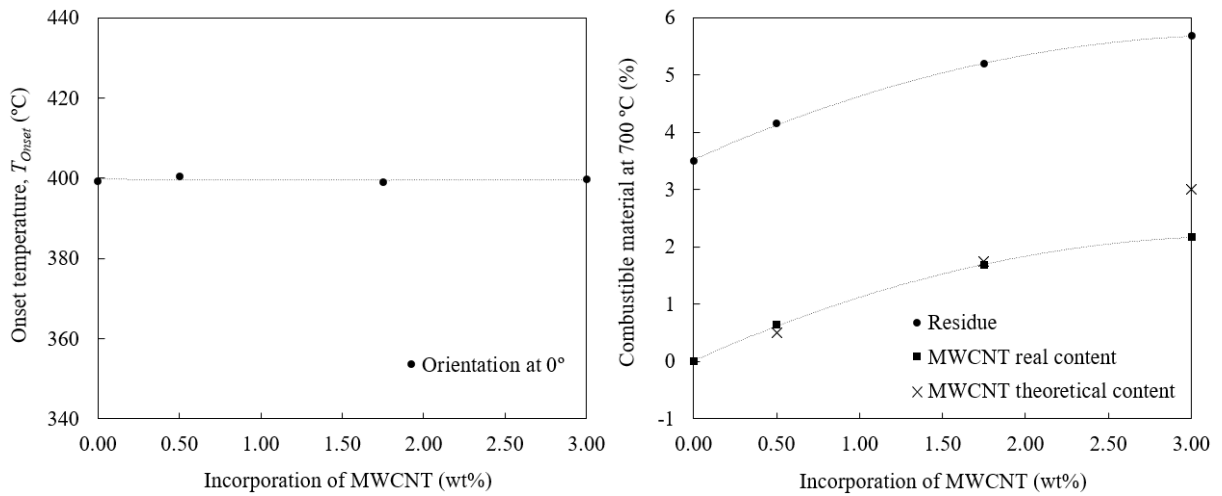 440
420
400
380
360
340
Onset temperature, T_Onset (°C)
Orientation at 0°
0.00 0.50 1.00 1.50 2.00 2.50 3.00
Incorporation of MWCNT (wt%)
6
5
4
3
2
1
0
-1
Combustible material at 700 °C (%)
Residue
MWCNT real content
MWCNT theoretical content
0.00 0.50 1.00 1.50 2.00 2.50 3.00
Incorporation of MWCNT (wt%)